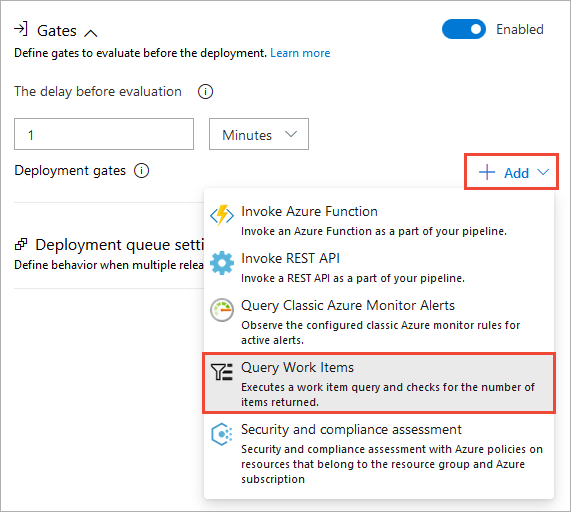 Gates
Enabled
Define gates to evaluate before the deployment. Learn more
The delay before evaluation
1
Minutes
Deployment gates
Add
Invoke Azure Function
Invoke an Azure Function as a part of your pipeline.
Deployment queue setti
Define behavior when multiple relea
Invoke REST API
Invoke a REST API as a part of your pipeline.
Query Classic Azure Monitor Alerts
Observe the configured classic Azure monitor rules for
active alerts.
Query Work Items
Executes a work item query and checks for the number of
items returned.
Security and compliance assessment
Security and compliance assessment with Azure policies on
resources that belong to the resource group and Azure
subscription